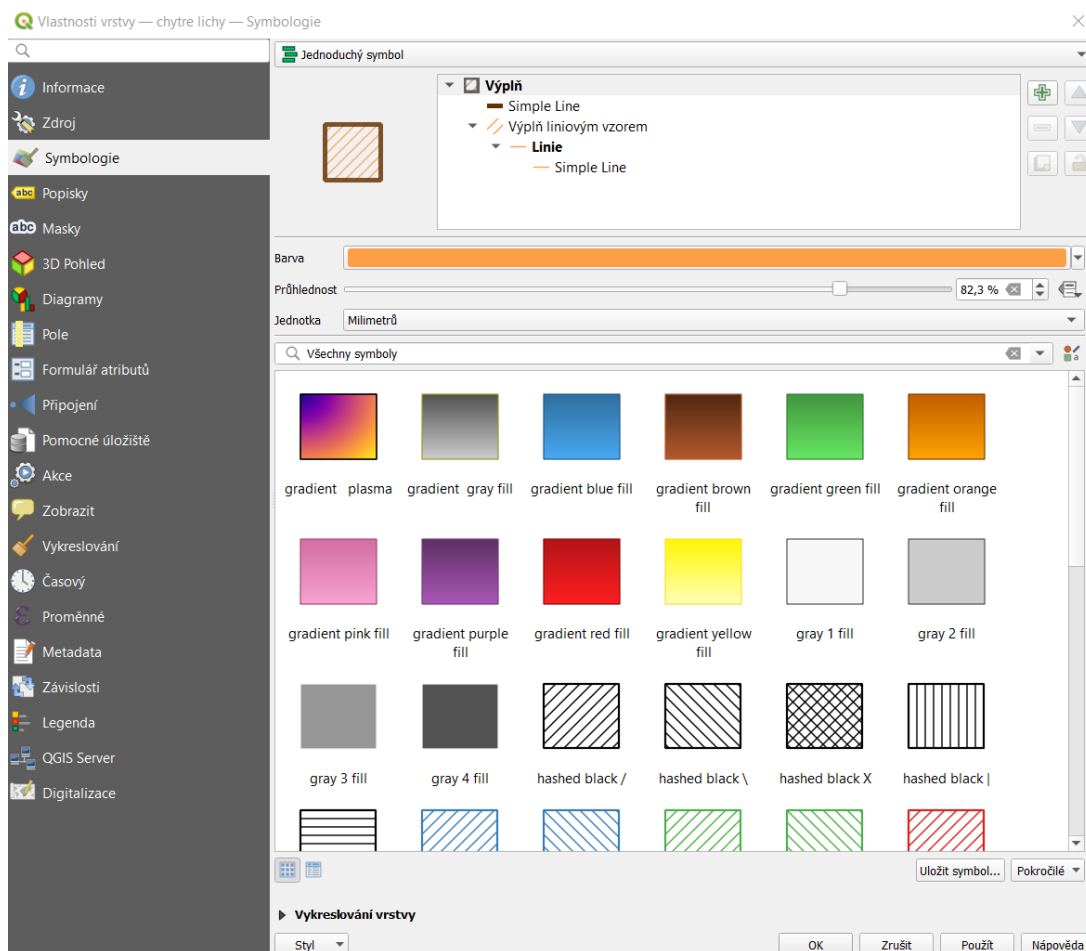 Vlastnosti vrstvy — chytre lichy — Symbologie
Informace
Zdroj
Symbologie
abc Popisky
abc Masky
3D Pohled
Diagramy
Pole
Formulář atributů
Připojení
Pomocné úložiště
Akce
Zobrazit
Vykreslování
Časový
Proměnné
Metadata
Závislosti
Legenda
QGIS Server
Digitalizace
Jednoduchý symbol
Výplň
Simple Line
Výplň liniovým vzorem
Linie
Simple Line
Barva
Průhlednost
82,3 %
Jednotka
Milimetrů
Všechny symboly
gradient plasma
gradient gray fill
gradient blue fill
gradient brown
fill
gradient green fill
gradient orange
fill
gradient pink fill
gradient purple
fill
gradient red fill
gradient yellow
fill
gray 1 fill
gray 2 fill
gray 3 fill
gray 4 fill
hashed black /
hashed black \
hashed black X
hashed black |
Uložit symbol...
Pokročilé
Vykreslování vrstvy
Styl
OK
Zrušit
Použít
Nápověda